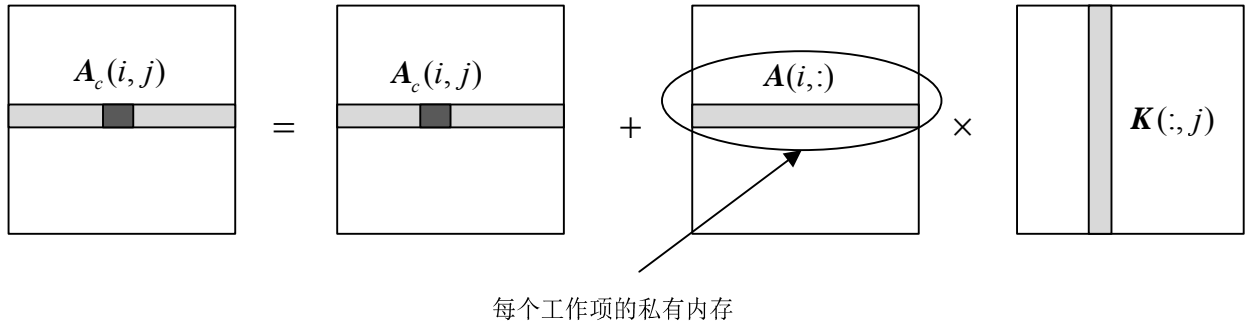 A_c(i, j) = A_c(i, j) + A(i,:) × K(:, j)
每个工作项的私有内存